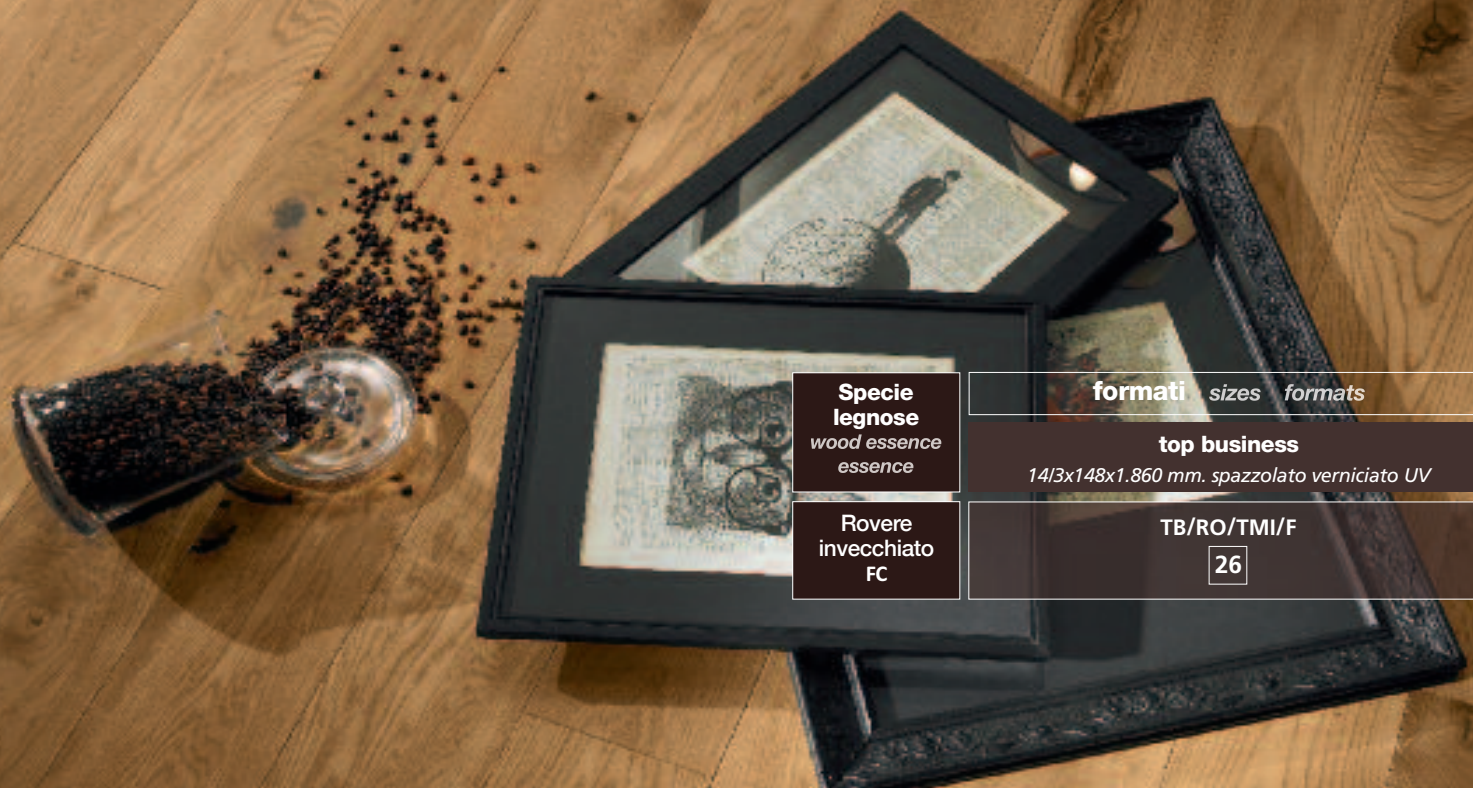 Specie
legnose
wood essence
essence
formati sizes formats
top business
14/3x148x1.860 mm. spazzolato verniciato UV
Rovere
invecchiato
FC
TB/RO/TMI/F
26